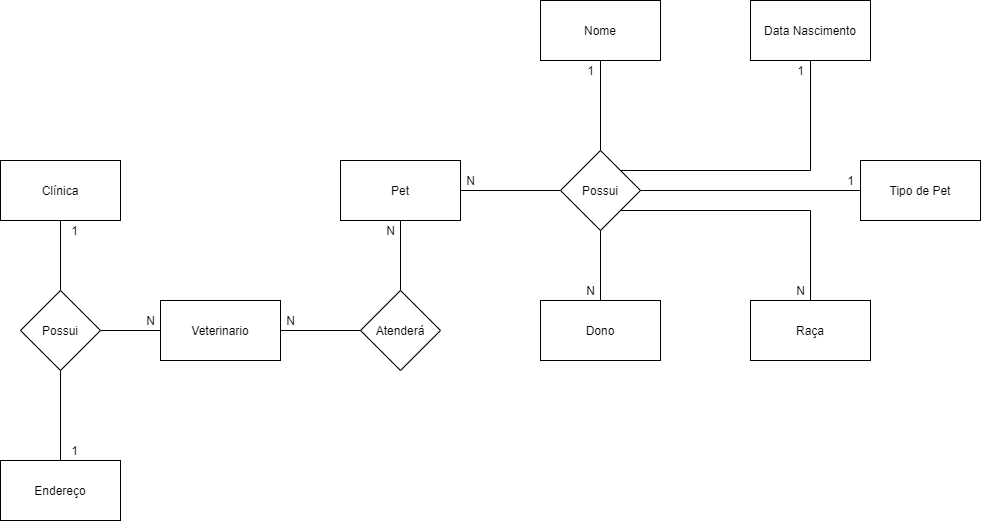 Nome
Data Nascimento
1
1
Clínica
Pet
N
Possui
1
Tipo de Pet
1
N
N
N
Possui
N
Veterinario
N
Atenderá
Dono
Raça
1
Endereço